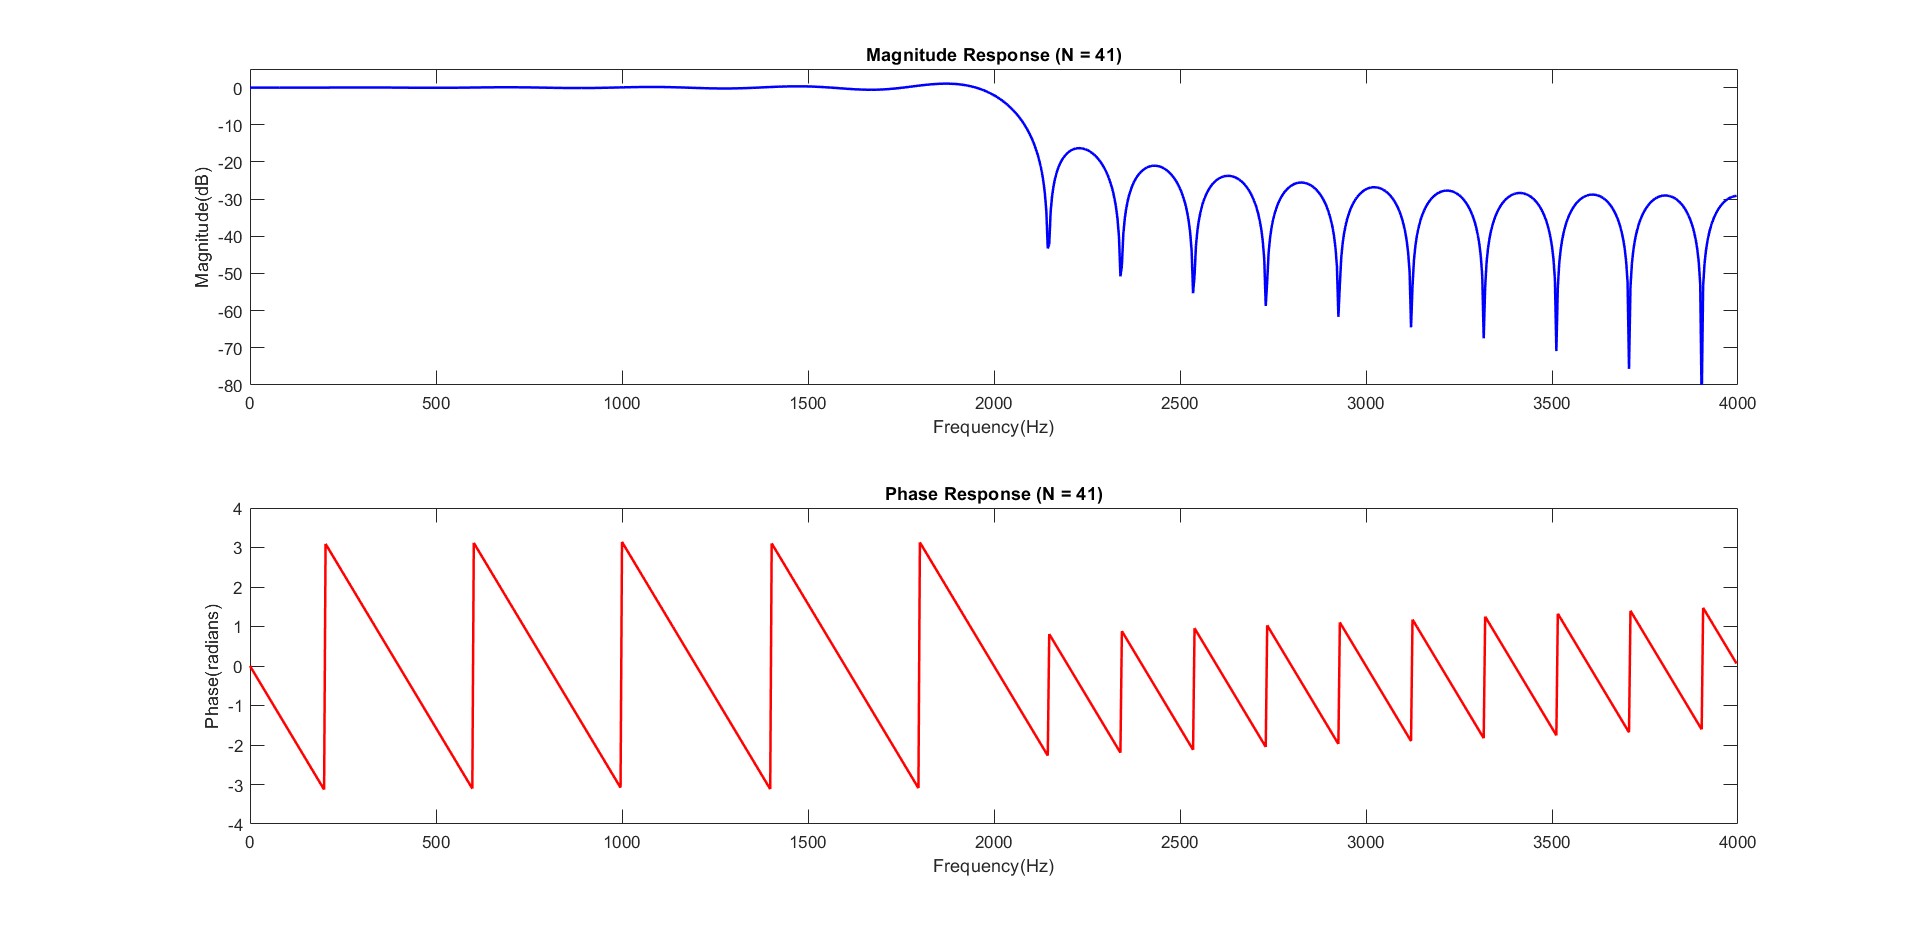 Magnitude Response (N = 41)
0
-10
-20
-30
-40
-50
-60
-70
-80
Magnitude(dB)
0 500 1000 1500 2000 2500 3000 3500 4000
Frequency(Hz)
Phase Response (N = 41)
4
3
2
1
0
-1
-2
-3
-4
Phase(radians)
0 500 1000 1500 2000 2500 3000 3500 4000
Frequency(Hz)